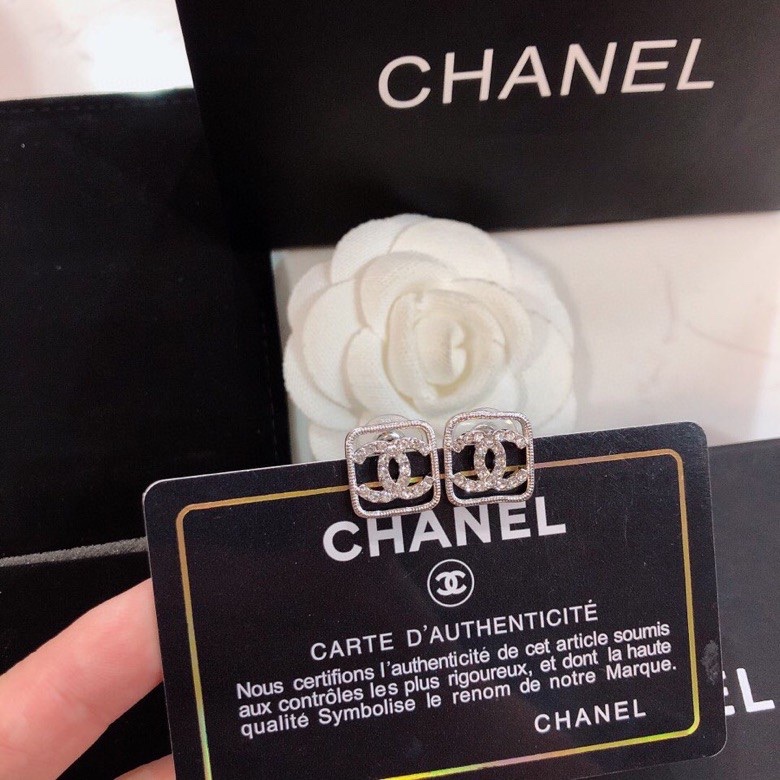 CHANEL
CHANEL
CARTE D'AUTHENTICITÉ
Nous certifions l'authenticité de cet article soumis
aux contrôles les plus rigoureux, et dont la haute
qualité Symbolise le renom de notre Marque.
CHANEL
EL